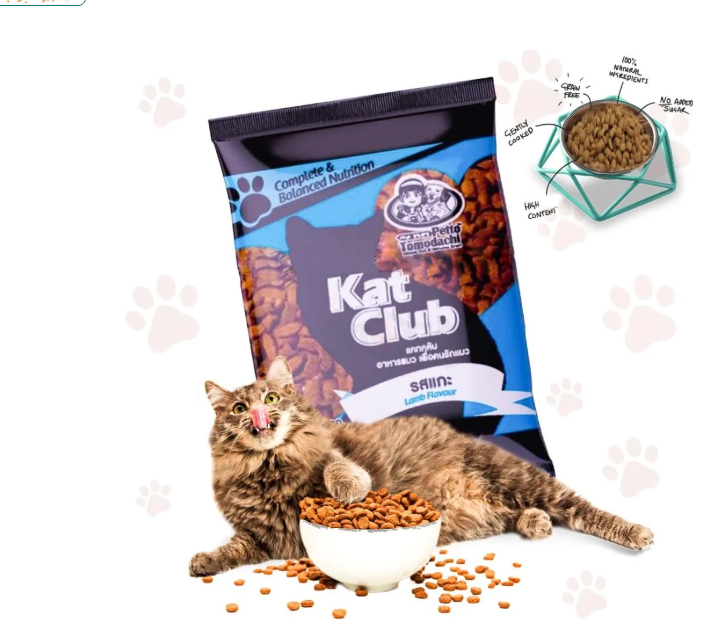 Complete &
Balanced Nutrition
Petto
Tomodachi
Kat
Club
แคทคลับ
อาหารแมว เพื่อคนรักแมว
รสแกะ
Lamb Flavour
100%
NATURAL
INGREDIENTS
GRAIN
FREE
NO ADDED
SUGAR
GENTLY
COOKED
HIGH
CONTENT